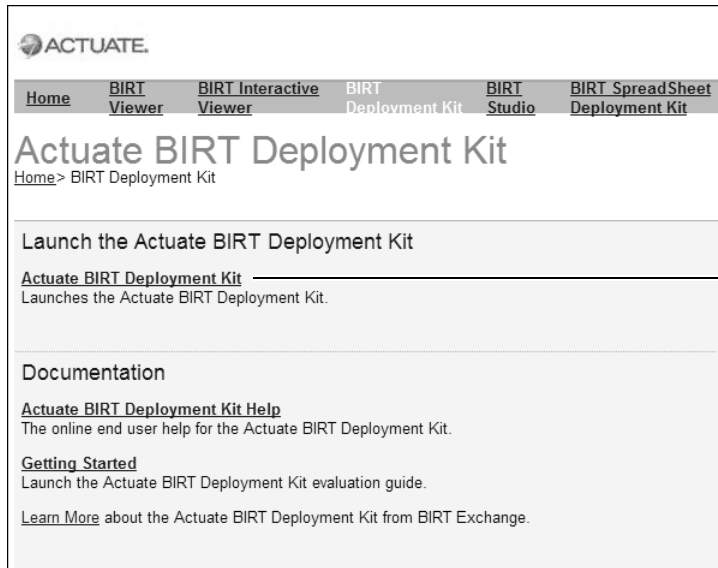 ACTUATE.
Home BIRT Viewer BIRT Interactive Viewer BIRT Deployment Kit BIRT Studio BIRT SpreadSheet Deployment Kit
Actuate BIRT Deployment Kit
Home> BIRT Deployment Kit
Launch the Actuate BIRT Deployment Kit
Actuate BIRT Deployment Kit
Launches the Actuate BIRT Deployment Kit.
Documentation
Actuate BIRT Deployment Kit Help
The online end user help for the Actuate BIRT Deployment Kit.
Getting Started
Launch the Actuate BIRT Deployment Kit evaluation guide.
Learn More about the Actuate BIRT Deployment Kit from BIRT Exchange.